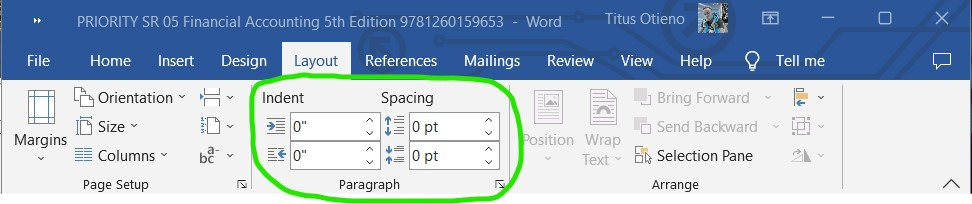 PRIORITY SR 05 Financial Accounting 5th Edition 9781260159653 - Word Titus Otieno
File Home Insert Design Layout References Mailings Review View Help Tell me
Margins
Orientation
Size
Columns
Page Setup
Indent Spacing
0" 0 pt
0" 0 pt
Paragraph
Position
Wrap Text
Bring Forward
Send Backward
Selection Pane
Arrange